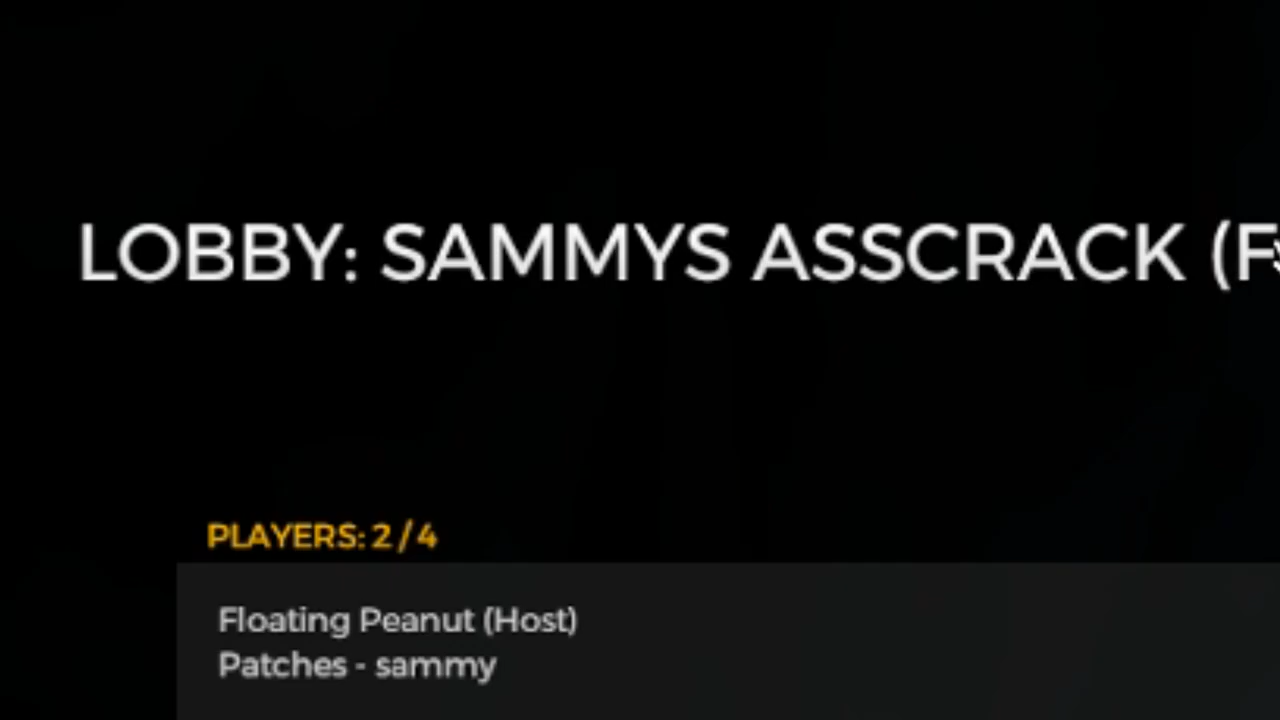 LOBBY: SAMMYS ASSCRACK (F
PLAYERS: 2 / 4
Floating Peanut (Host)
Patches - sammy